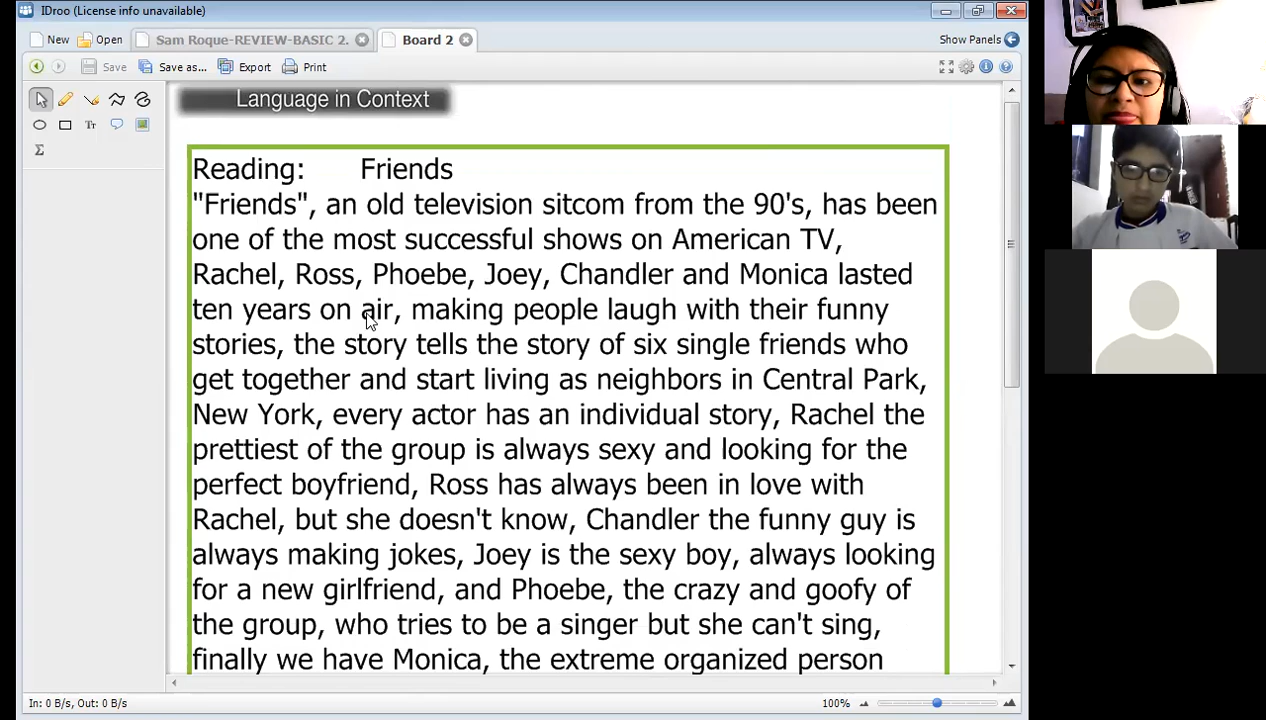 IDroo (License info unavailable)
New Open Sam Roque-REVIEW-BASIC 2. Board 2 Show Panels
Save Save as... Export Print
Tr
Σ
Language in Context
Reading: Friends
"Friends", an old television sitcom from the 90's, has been
one of the most successful shows on American TV,
Rachel, Ross, Phoebe, Joey, Chandler and Monica lasted
ten years on air, making people laugh with their funny
stories, the story tells the story of six single friends who
get together and start living as neighbors in Central Park,
New York, every actor has an individual story, Rachel the
prettiest of the group is always sexy and looking for the
perfect boyfriend, Ross has always been in love with
Rachel, but she doesn't know, Chandler the funny guy is
always making jokes, Joey is the sexy boy, always looking
for a new girlfriend, and Phoebe, the crazy and goofy of
the group, who tries to be a singer but she can't sing,
finally we have Monica, the extreme organized person
In: 0 B/s, Out: 0 B/s 100%